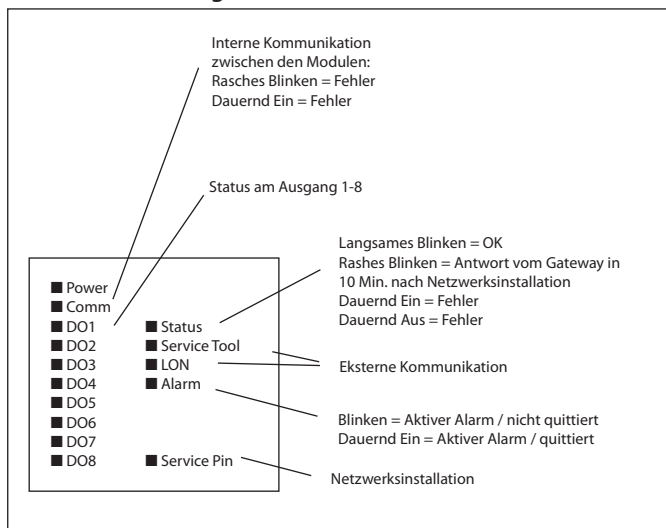 Interne Kommunikation
zwischen den Modulen:
Rasches Blinken = Fehler
Dauernd Ein = Fehler
Status am Ausgang 1-8
Langsames Blinken = OK
Rashes Blinken = Antwort vom Gateway in
10 Min. nach Netzwerksinstallation
Dauernd Ein = Fehler
Dauernd Aus = Fehler
Power
Comm
DO1
DO2
DO3
DO4
DO5
DO6
DO7
DO8
Status
Service Tool
LON
Alarm
Service Pin
Eksterne Kommunikation
Blinken = Aktiver Alarm / nicht quittiert
Dauernd Ein = Aktiver Alarm / quittiert
Netzwerksinstallation